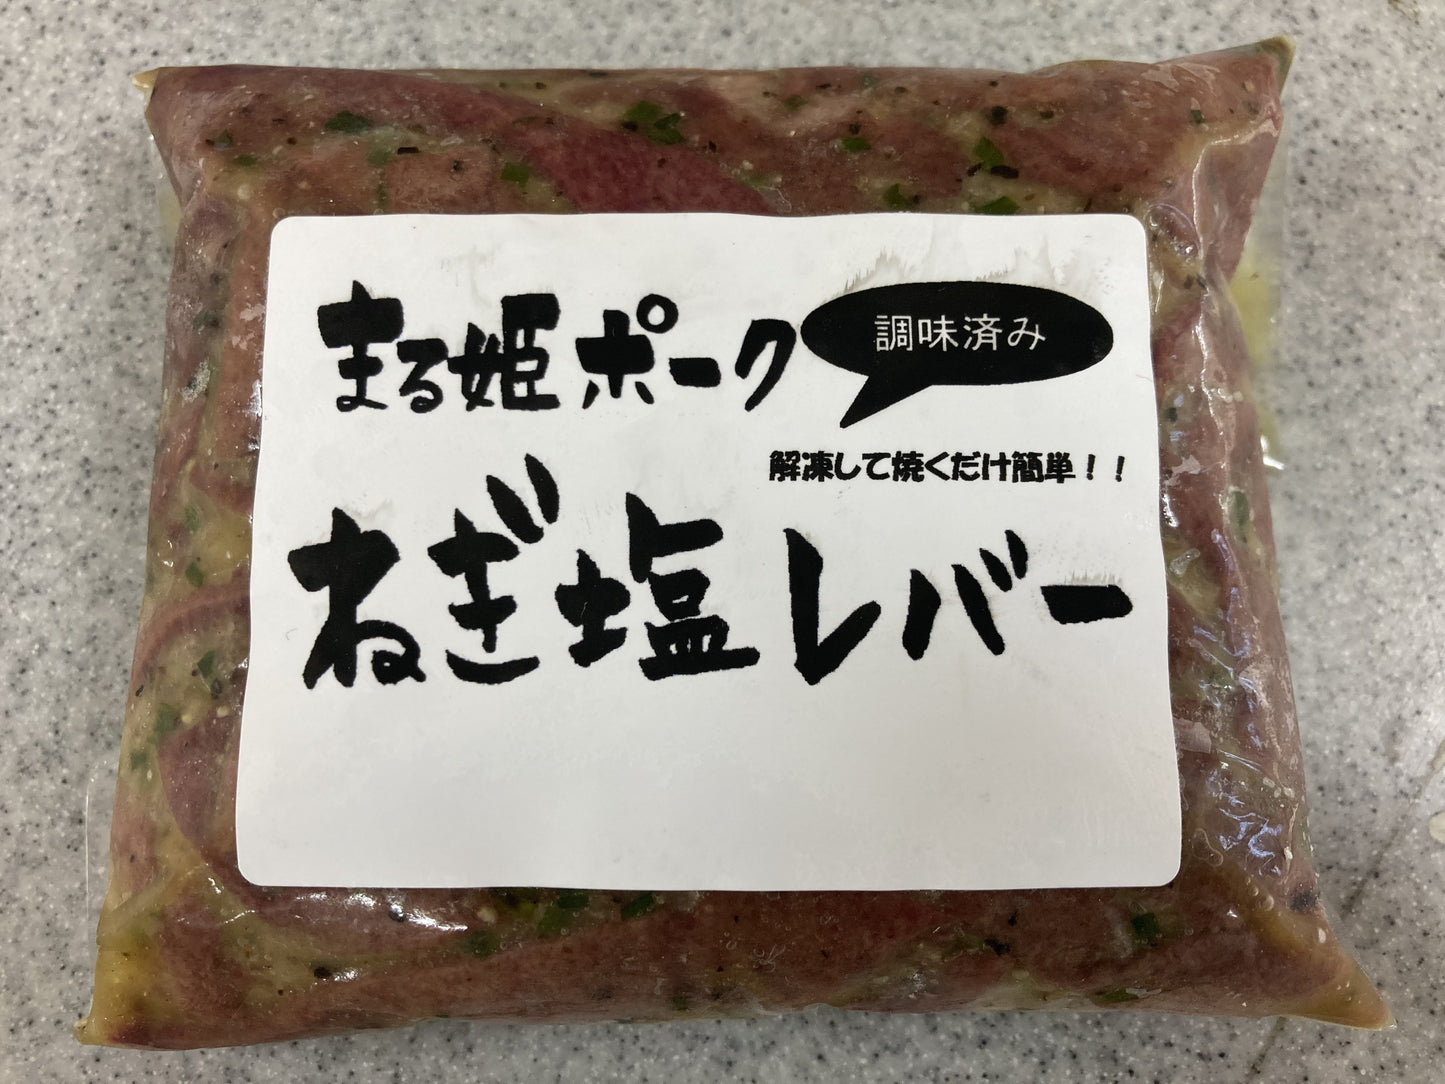 まる姫ポーク
調味済み
解凍して焼くだけ簡単！！
ねぎ塩レバー